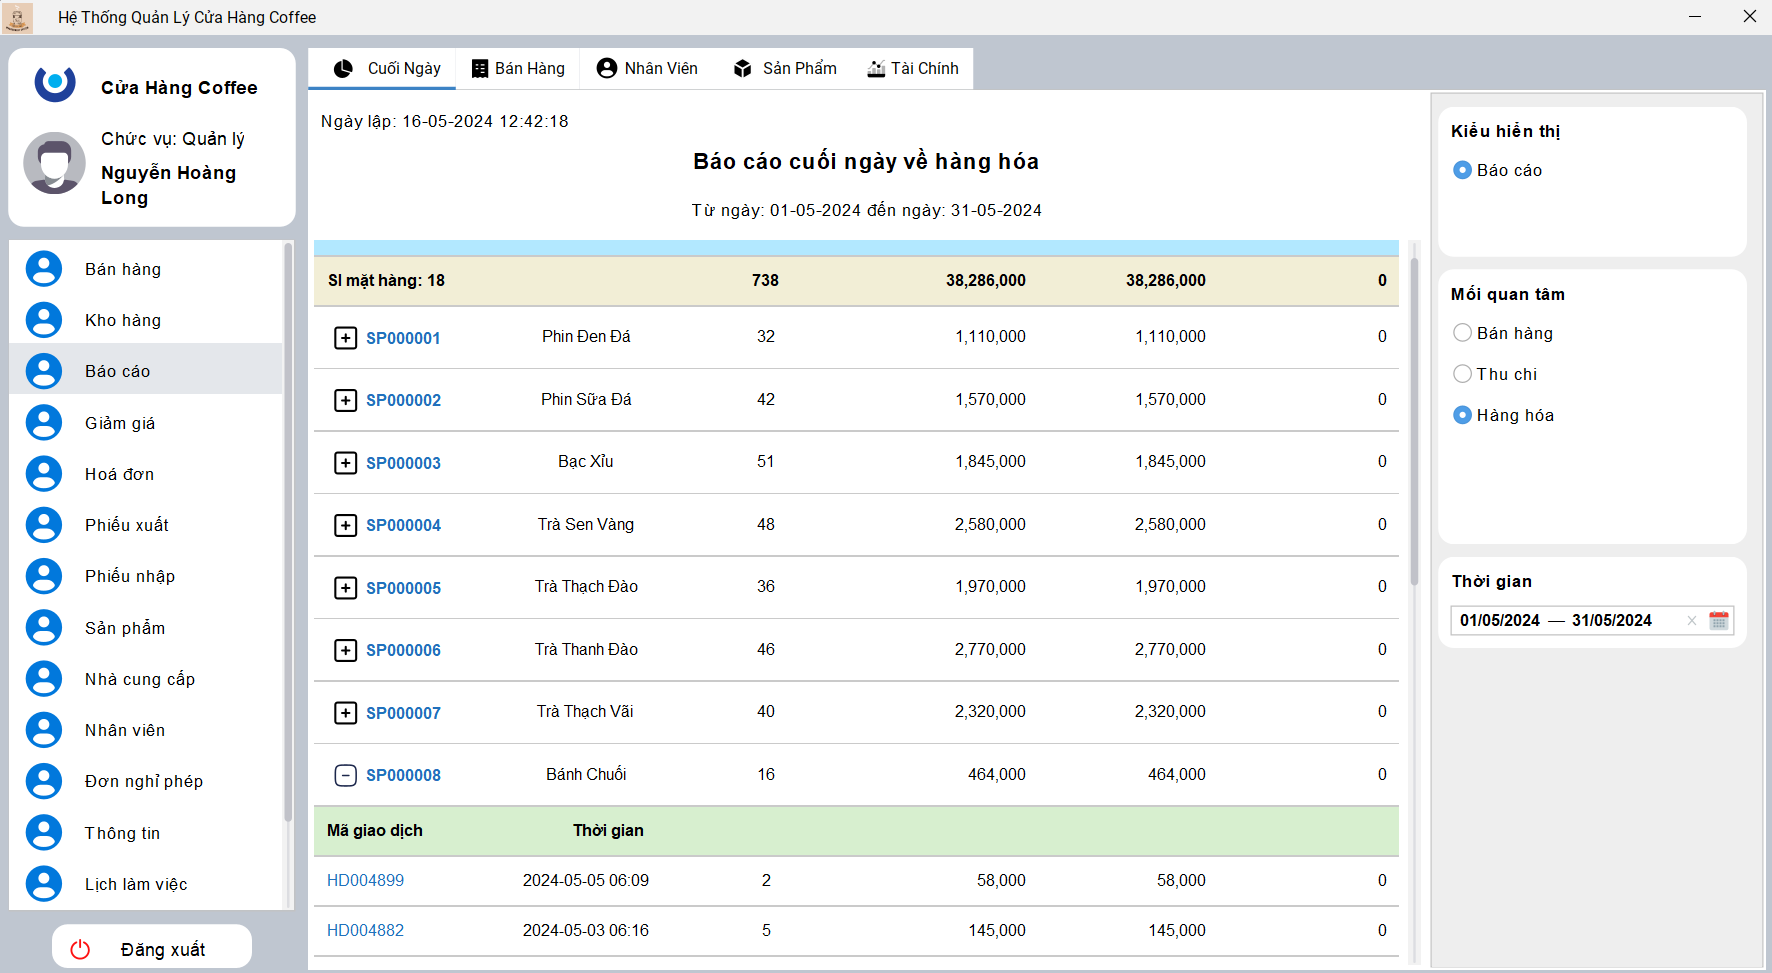 Hệ Thống Quản Lý Cửa Hàng Coffee
Cửa Hàng Coffee
Chức vụ: Quản lý
Nguyễn Hoàng
Long
Bán hàng
Kho hàng
Báo cáo
Giảm giá
Hoá đơn
Phiếu xuất
Phiếu nhập
Sản phẩm
Nhà cung cấp
Nhân viên
Đơn nghỉ phép
Thông tin
Lịch làm việc
Đăng xuất
Cuối Ngày Bán Hàng Nhân Viên Sản Phẩm Tài Chính
Ngày lập: 16-05-2024 12:42:18
Báo cáo cuối ngày về hàng hóa
Từ ngày: 01-05-2024 đến ngày: 31-05-2024
Sl mặt hàng: 18 738 38,286,000 38,286,000 0
SP000001 Phin Đen Đá 32 1,110,000 1,110,000 0
SP000002 Phin Sữa Đá 42 1,570,000 1,570,000 0
SP000003 Bạc Xỉu 51 1,845,000 1,845,000 0
SP000004 Trà Sen Vàng 48 2,580,000 2,580,000 0
SP000005 Trà Thạch Đào 36 1,970,000 1,970,000 0
SP000006 Trà Thanh Đào 46 2,770,000 2,770,000 0
SP000007 Trà Thạch Vãi 40 2,320,000 2,320,000 0
SP000008 Bánh Chuối 16 464,000 464,000 0
Mã giao dịch Thời gian
HD004899 2024-05-05 06:09 2 58,000 58,000 0
HD004882 2024-05-03 06:16 5 145,000 145,000 0
Kiểu hiển thị
Báo cáo
Mối quan tâm
Bán hàng
Thu chi
Hàng hóa
Thời gian
01/05/2024 — 31/05/2024